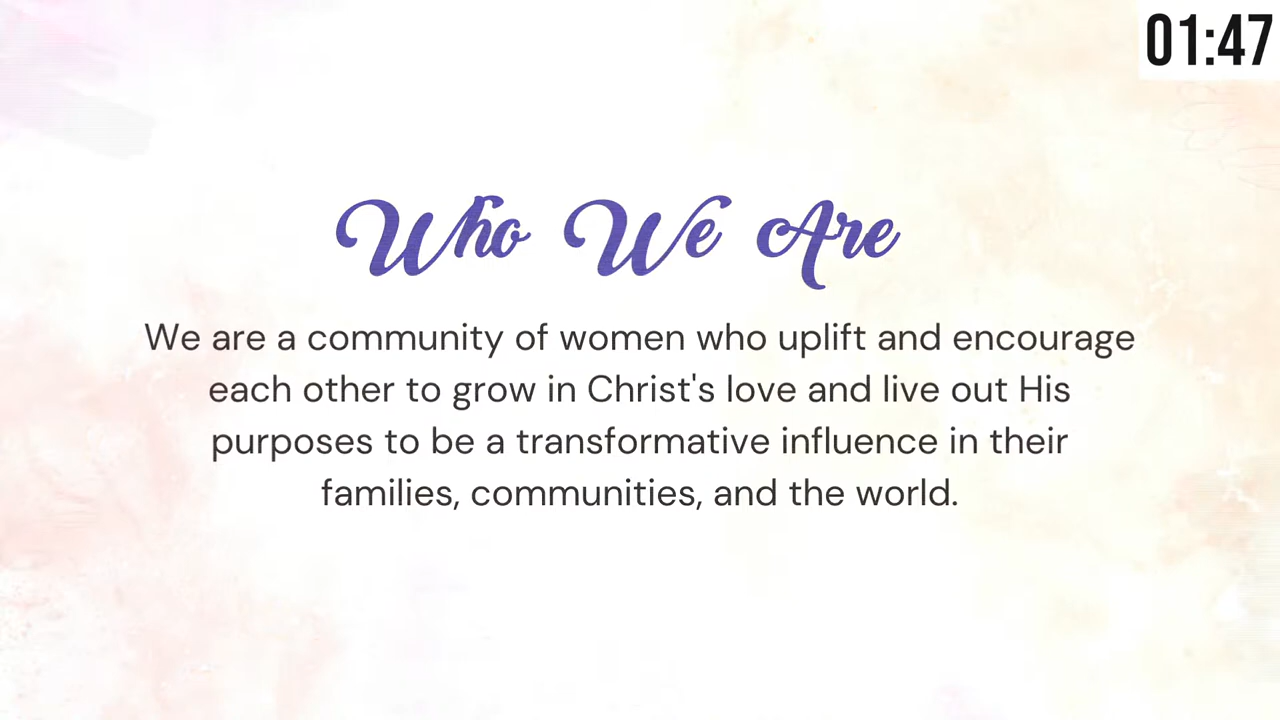 01:47
Who We Are
We are a community of women who uplift and encourage
each other to grow in Christ's love and live out His
purposes to be a transformative influence in their
families, communities, and the world.